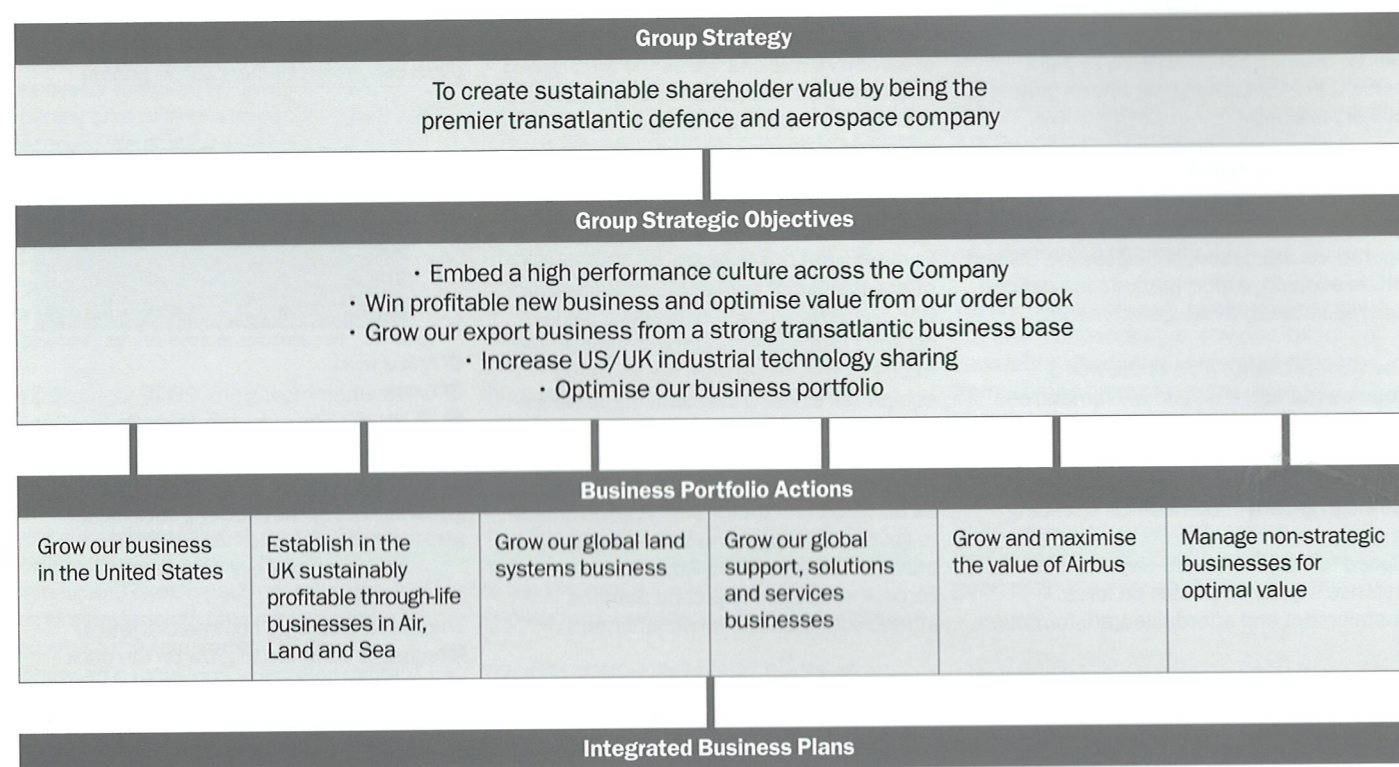 Group Strategy
To create sustainable shareholder value by being the
premier transatlantic defence and aerospace company
Group Strategic Objectives
· Embed a high performance culture across the Company
· Win profitable new business and optimise value from our order book
· Grow our export business from a strong transatlantic business base
· Increase US/UK industrial technology sharing
· Optimise our business portfolio
Business Portfolio Actions
Grow our business
in the United States
Establish in the
UK sustainably
profitable through-life
businesses in Air,
Land and Sea
Grow our global land
systems business
Grow our global
support, solutions
and services
businesses
Grow and maximise
the value of Airbus
Manage non-strategic
businesses for
optimal value
Integrated Business Plans